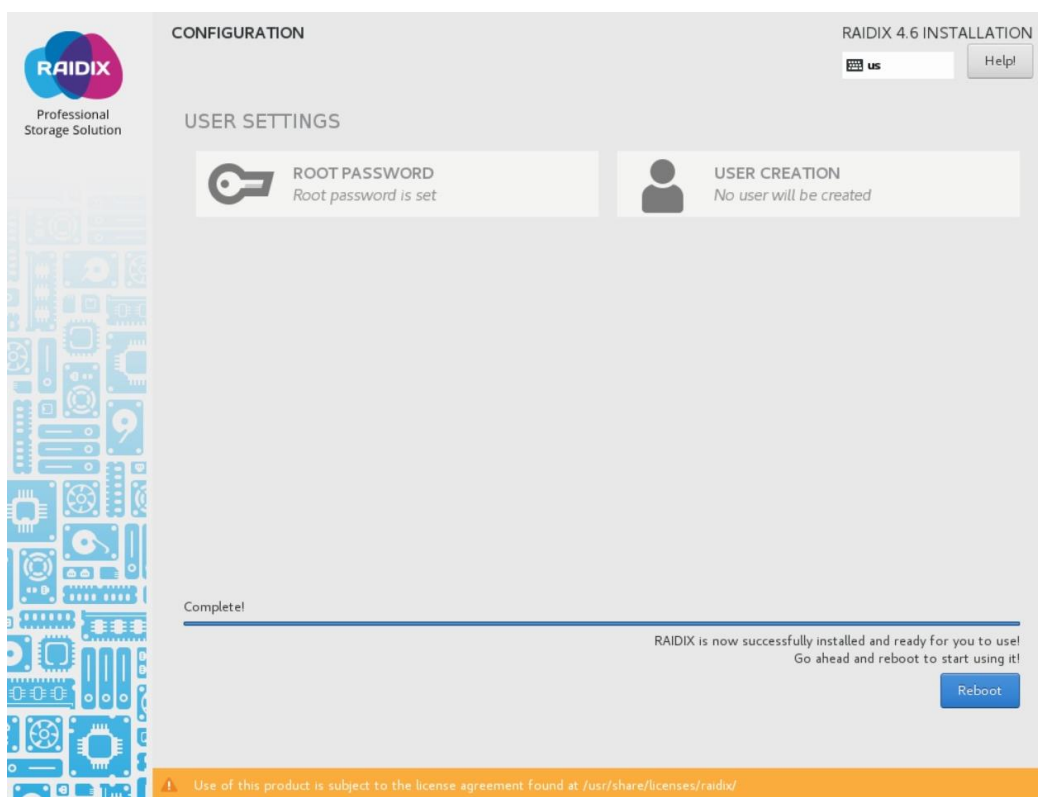 RAIDIX
Professional
Storage Solution
CONFIGURATION
RAIDIX 4.6 INSTALLATION
us
Help!
USER SETTINGS
ROOT PASSWORD
Root password is set
USER CREATION
No user will be created
Complete!
RAIDIX is now successfully installed and ready for you to use!
Go ahead and reboot to start using it!
Reboot
Use of this product is subject to the license agreement found at /usr/share/licenses/raidix/